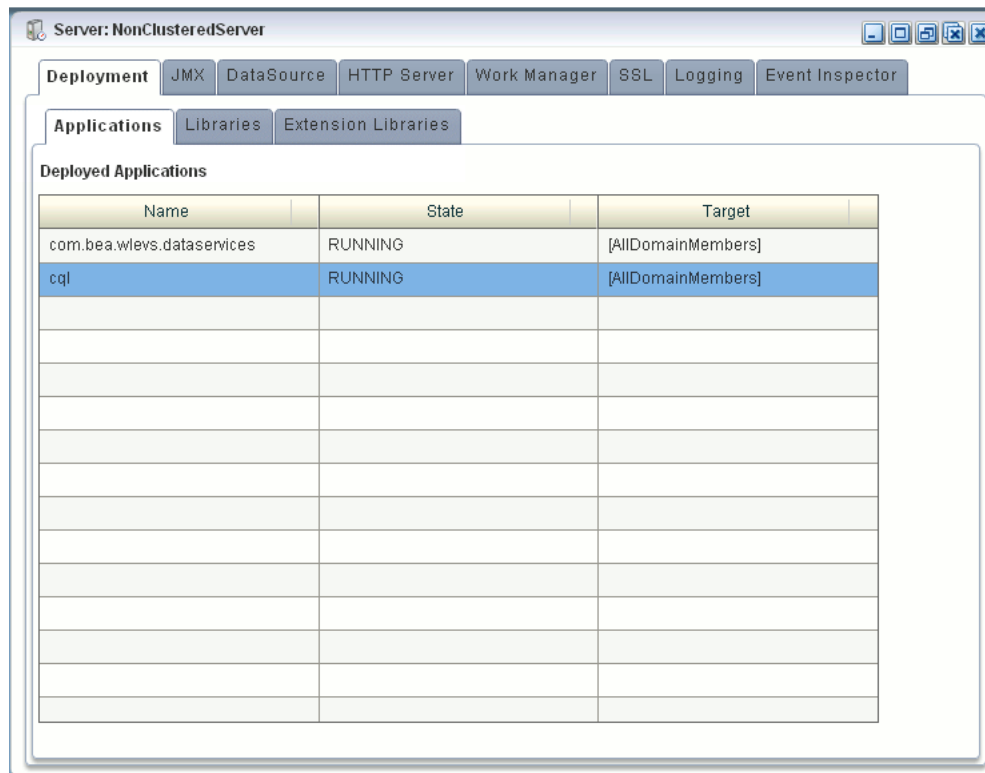 Server: NonClusteredServer
Deployment JMX DataSource HTTP Server Work Manager SSL Logging Event Inspector
Applications Libraries Extension Libraries
Deployed Applications
Name State Target
com.bea.wlevs.dataservices RUNNING [AllDomainMembers]
cql RUNNING [AllDomainMembers]